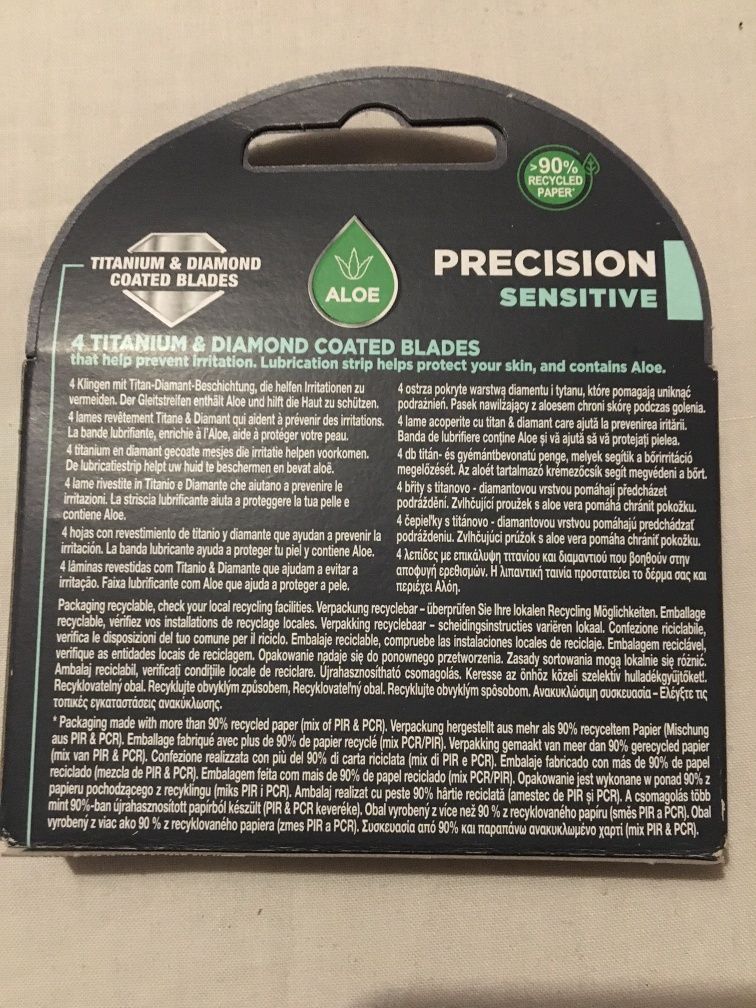 >90%
RECYCLED
PAPER*
TITANIUM & DIAMOND
COATED BLADES
ALOE
PRECISION
SENSITIVE
4 TITANIUM & DIAMOND COATED BLADES
that help prevent irritation. Lubrication strip helps protect your skin, and contains Aloe.
4 Klingen mit Titan-Diamant-Beschichtung, die helfen Irritationen zu
vermeiden. Der Gleitstreifen enthält Aloe und hilft die Haut zu schützen.
4 lames revêtement Titane & Diamant qui aident à prévenir des irritations.
La bande lubrifiante, enrichie à l'Aloe, aide à protéger votre peau.
4 titanium en diamant gecoate mesjes die irritatie helpen voorkomen.
De lubricatiestrip helpt uw huid te beschermen en bevat aloë.
4 lame rivestite in Titanio e Diamante che aiutano a prevenire le
irritazioni. La striscia lubrificante aiuta a proteggere la tua pelle e
contiene Aloe.
4 hojas con revestimiento de titanio y diamante que ayudan a prevenir la
irritación. La banda lubricante ayuda a proteger tu piel y contiene Aloe.
4 lâminas revestidas com Titanio & Diamante que ajudam a evitar a
irritação. Faixa lubrificante com Aloe que ajuda a proteger a pele.
4 ostrza pokryte warstwą diamentu i tytanu, które pomagają uniknąć
podrażnień. Pasek nawilżający z aloesem chroni skórę podczas golenia.
4 lame acoperite cu titan & diamant care ajută la prevenirea iritării.
Banda de lubrifiere conține Aloe și vă ajută să vă protejați pielea.
4 db titán- és gyémántbevonatú penge, melyek segítik a bőrirritáció
megelőzését. Az aloét tartalmazó krémezőcsík segít megvédeni a bőrt.
4 břity s titanovo - diamantovou vrstvou pomáhají předcházet
podráždění. Zvlhčující proužek s aloe vera pomáhá chránit pokožku.
4 čepieľky s titánovo - diamantovou vrstvou pomáhajú predchádzať
podráždeniu. Zvlhčujúci prúžok s aloe vera pomáha chrániť pokožku.
4 λεπίδες με επικάλυψη τιτανίου και διαμαντιού που βοηθούν στην
αποφυγή ερεθισμών. Η λιπαντική ταινία προστατεύει το δέρμα σας και
περιέχει Αλόη.
Packaging recyclable, check your local recycling facilities. Verpackung recyclebar – überprüfen Sie Ihre lokalen Recycling Möglichkeiten. Emballage
recyclable, vérifiez vos installations de recyclage locales. Verpakking recyclebaar – scheidingsinstructies variëren lokaal. Confezione riciclabile,
verifica le disposizioni del tuo comune per il riciclo. Embalaje reciclable, compruebe las instalaciones locales de reciclaje. Embalagem reciclável,
verifique as entidades locais de reciclagem. Opakowanie nadaje się do ponownego przetworzenia. Zasady sortowania mogą lokalnie się różnić.
Ambalaj reciclabil, verificați condițiile locale de reciclare. Újrahasznosítható csomagolás. Keresse az önhöz közeli szelektív hulladékgyűjtőket!.
Recyklovatelný obal. Recyklujte obvyklým způsobem, Recyklovateľný obal. Recyklujte obvyklým spôsobom. Ανακυκλώσιμη συσκευασία – Ελέγξτε τις
τοπικές εγκαταστάσεις ανακύκλωσης.
* Packaging made with more than 90% recycled paper (mix of PIR & PCR). Verpackung hergestellt aus mehr als 90% recyceltem Papier (Mischung
aus PIR & PCR). Emballage fabriqué avec plus de 90% de papier recyclé (mix PCR/PIR). Verpakking gemaakt van meer dan 90% gerecycled papier
(mix van PIR & PCR). Confezione realizzata con più del 90% di carta riciclata (mix di PIR e PCR). Embalaje fabricado con más de 90% de papel
reciclado (mezcla de PIR & PCR). Embalagem feita com mais de 90% de papel reciclado (mix PCR/PIR). Opakowanie jest wykonane w ponad 90% z
papieru pochodzącego z recyklingu (miks PIR i PCR). Ambalaj realizat cu peste 90% hârtie reciclată (amestec de PIR și PCR). A csomagolás több
mint 90%-ban újrahasznosított papírból készült (PIR & PCR keveréke). Obal vyrobený z více než 90 % z recyklovaného papíru (směs PIR a PCR). Obal
vyrobený z viac ako 90 % z recyklovaného papiera (zmes PIR a PCR). Συσκευασία από 90% και παραπάνω ανακυκλωμένο χαρτί (mix PIR & PCR).